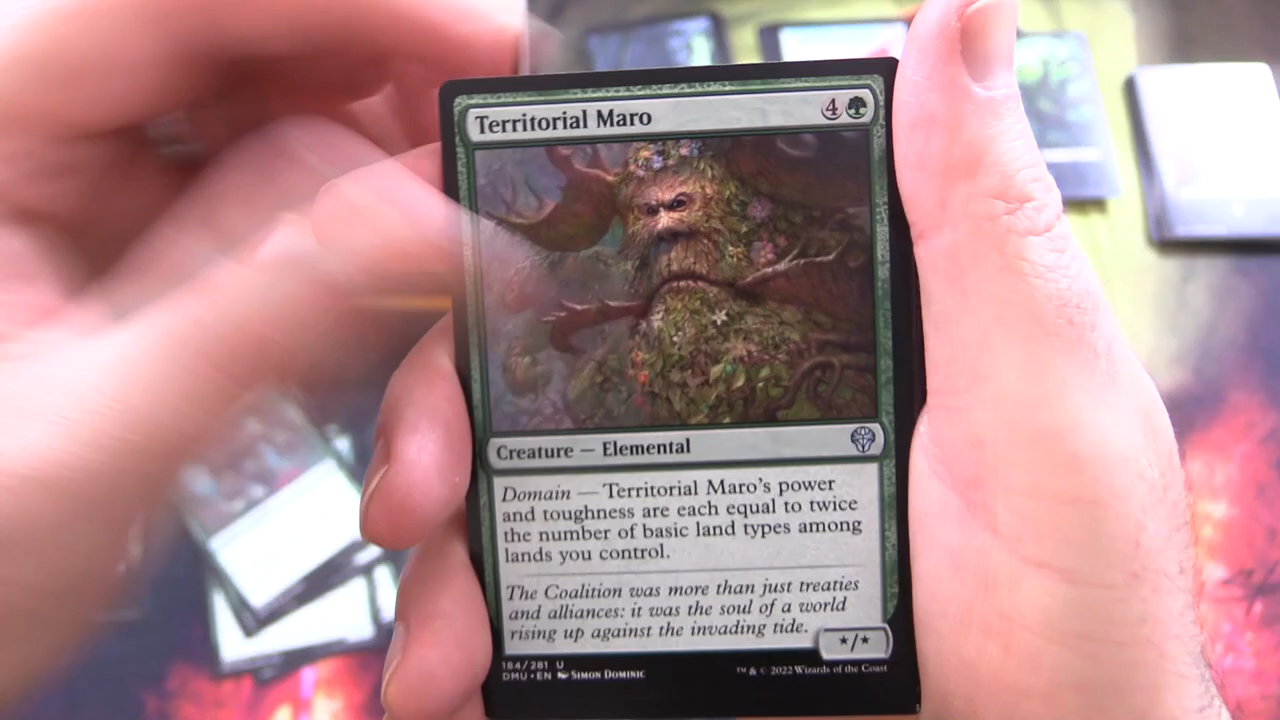 Territorial Maro 4
Creature — Elemental
Domain — Territorial Maro's power
and toughness are each equal to twice
the number of basic land types among
lands you control.
The Coalition was more than just treaties
and alliances: it was the soul of a world
rising up against the invading tide.
★/★
184/281 U
DMU • EN Simon Dominic
™ & © 2022 Wizards of the Coast